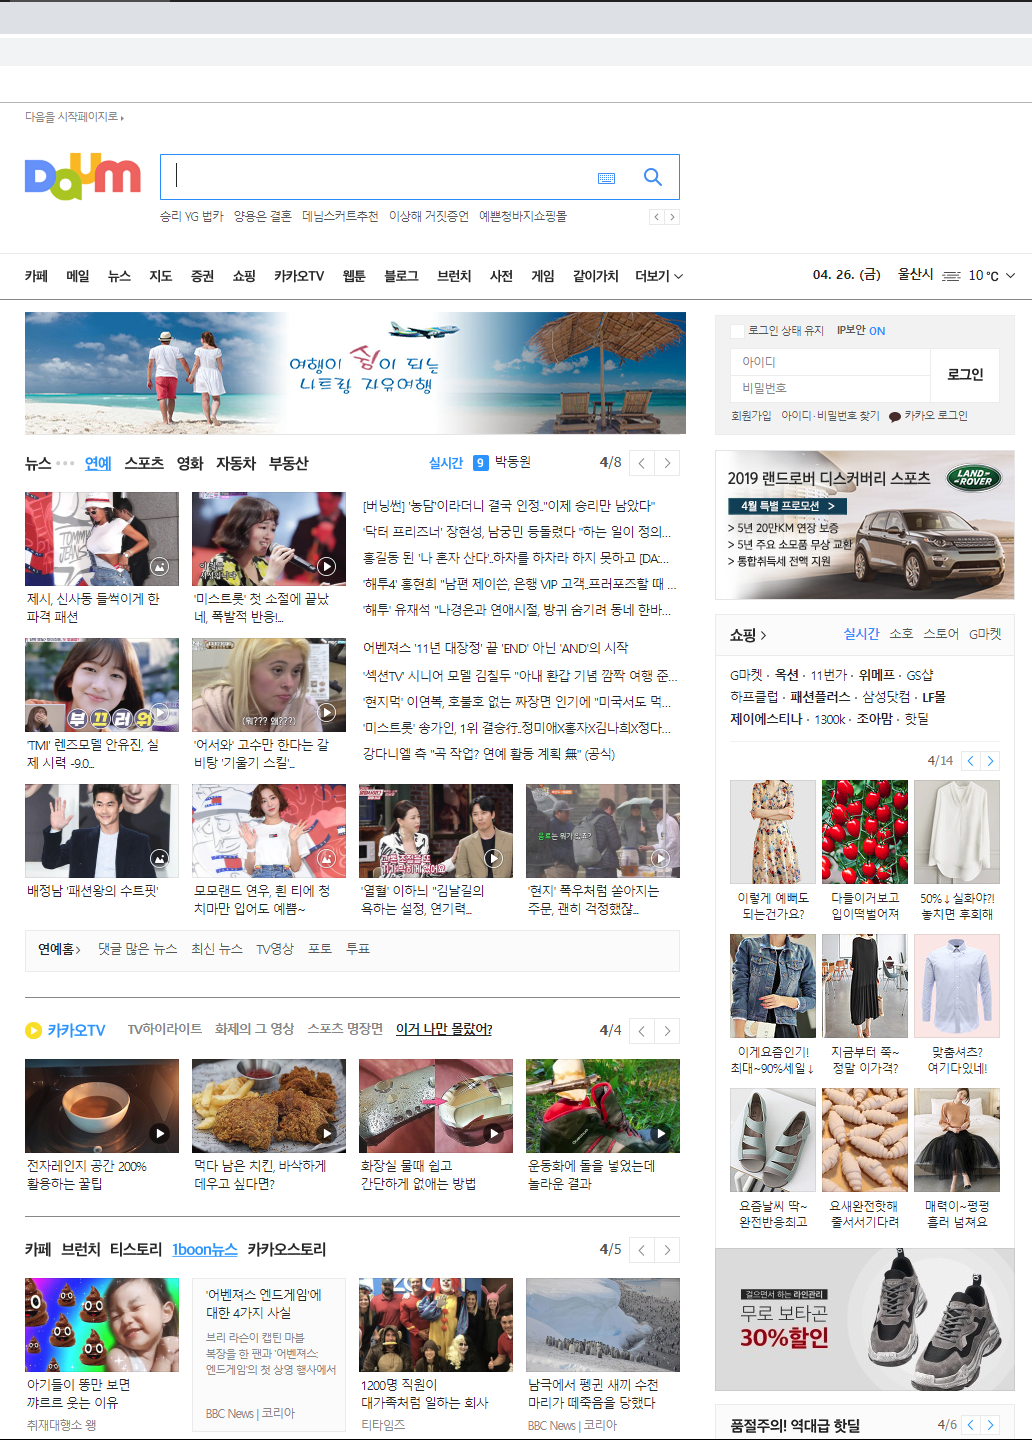 다음을 시작페이지로
Daum
승리 YG 법카 양용은 결혼 데님스커트추천 이상해 거짓증언 예쁜청바지쇼핑몰
카페 메일 뉴스 지도 증권 쇼핑 카카오TV 웹툰 블로그 브런치 사전 게임 같이가치 더보기
04. 26. (금) 울산시 10 ℃
여행이 쉼이 되는
나트랑 자유여행
로그인 상태 유지 IP보안 ON
아이디
비밀번호
로그인
회원가입 아이디·비밀번호 찾기 카카오 로그인
뉴스 연예 스포츠 영화 자동차 부동산
실시간 9 박동원
4/8
제시, 신사동 들썩이게 한
파격 패션
'미스트롯' 첫 소절에 끝났
네, 폭발적 반응!...
[버닝썬] '농담'이라더니 결국 인정.."이제 승리만 남았다"
'닥터 프리즈너' 장현성, 남궁민 등돌렸다 "하는 일이 정의...
홍길동 된 '나 혼자 산다'..하차를 하차라 하지 못하고 [DA:...
'해투4' 홍현희 "남편 제이쓴, 은행 VIP 고객..프러포즈할 때 ...
'해투' 유재석 "나경은과 연애시절, 방귀 숨기려 동네 한바...
부끄러워
(뭐??? 왜???)
'TMI' 렌즈모델 안유진, 실
제 시력 -9.0...
'어서와' 고수만 한다는 갈
비탕 '기울기 스킬'...
어벤져스 '11년 대장정' 끝 'END' 아닌 'AND'의 시작
'섹션TV' 시니어 모델 김칠두 "아내 환갑 기념 깜짝 여행 준...
'현지먹' 이연복, 호불호 없는 짜장면 인기에 "미국서도 먹...
'미스트롯' 송가인, 1위 결승行..정미애X홍자X김나희X정다...
강다니엘 측 "곡 작업? 연예 활동 계획 無" (공식)
배정남 '패션왕의 수트핏'
모모랜드 연우, 흰 티에 청
치마만 입어도 예쁨~
'열혈' 이하늬 "김남길의
욕하는 설정, 연기력...
음료는 뭐가 있죠?
'현지' 폭우처럼 쏟아지는
주문, 괜히 걱정했잖...
연예홈 댓글 많은 뉴스 최신 뉴스 TV영상 포토 투표
카카오TV TV하이라이트 화제의 그 영상 스포츠 명장면 이거 나만 몰랐어?
4/4
전자레인지 공간 200%
활용하는 꿀팁
먹다 남은 치킨, 바삭하게
데우고 싶다면?
화장실 물때 쉽고
간단하게 없애는 방법
운동화에 돌을 넣었는데
놀라운 결과
카페 브런치 티스토리 1boon뉴스 카카오스토리
4/5
아기들이 똥만 보면
꺄르르 웃는 이유
취재대행소 왱
'어벤져스 엔드게임'에
대한 4가지 사실
브리 라슨이 캡틴 마블
복장을 한 팬과 '어벤져스:
엔드게임'의 첫 상영 행사에서
BBC News | 코리아
1200명 직원이
대가족처럼 일하는 회사
티타임즈
남극에서 펭귄 새끼 수천
마리가 떼죽음을 당했다
BBC News | 코리아
2019 랜드로버 디스커버리 스포츠
LAND ROVER
4월 특별 프로모션 >
> 5년 20만KM 연장 보증
> 5년 주요 소모품 무상 교환
> 통합취득세 전액 지원
쇼핑 실시간 소호 스토어 G마켓
G마켓 · 옥션 · 11번가 · 위메프 · GS샵
하프클럽 · 패션플러스 · 삼성닷컴 · LF몰
제이에스티나 · 1300k · 조아맘 · 핫딜
4/14
이렇게 예뻐도
되는건가요?
다들이거보고
입이떡벌어져
50%↓실화야?!
놓치면 후회해
이게요즘인기!
최대~90%세일↓
지금부터 쭉~
정말 이가격?
맞춤셔츠?
여기다있네!
요즘날씨 딱~
완전반응최고
요새완전핫해
줄서서기다려
매력이~펑펑
흘러 넘쳐요
걸으면서 하는 라인관리
무로 보타곤
30%할인
품절주의! 역대급 핫딜
4/6